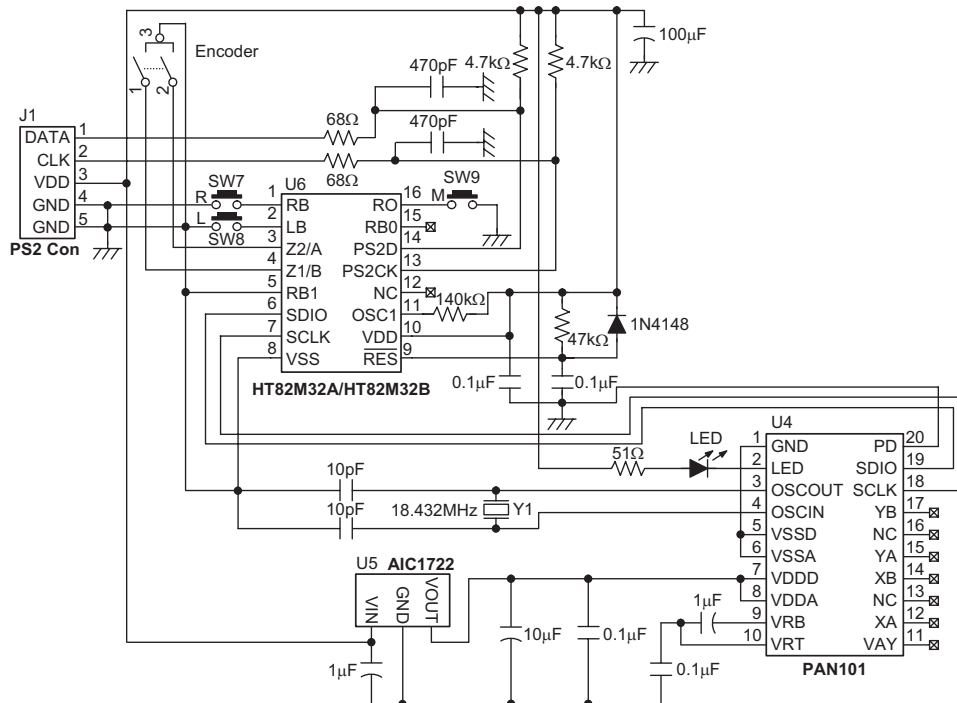 3
Encoder
1
2
100µF
4.7kΩ
4.7kΩ
470pF
470pF
J1
DATA 1
CLK 2
VDD 3
GND 4
GND 5
PS2 Con
68Ω
68Ω
R SW7
L SW8
M SW9
U6
1 RB
2 LB
3 Z2/A
4 Z1/B
5 RB1
6 SDIO
7 SCLK
8 VSS
RO 16
RB0 15
PS2D 14
PS2CK 13
NC 12
OSC1 11
VDD 10
RES 9
HT82M32A/HT82M32B
140kΩ
47kΩ
1N4148
0.1µF
0.1µF
51Ω
LED
10pF
10pF
18.432MHz
Y1
U4
1 GND
2 LED
3 OSCOUT
4 OSCIN
5 VSSD
6 VSSA
7 VDDD
8 VDDA
9 VRB
10 VRT
PD 20
SDIO 19
SCLK 18
YB 17
NC 16
YA 15
XB 14
NC 13
XA 12
VAY 11
PAN101
U5 AIC1722
VIN
GND
VOUT
1µF
10µF
0.1µF
1µF
0.1µF